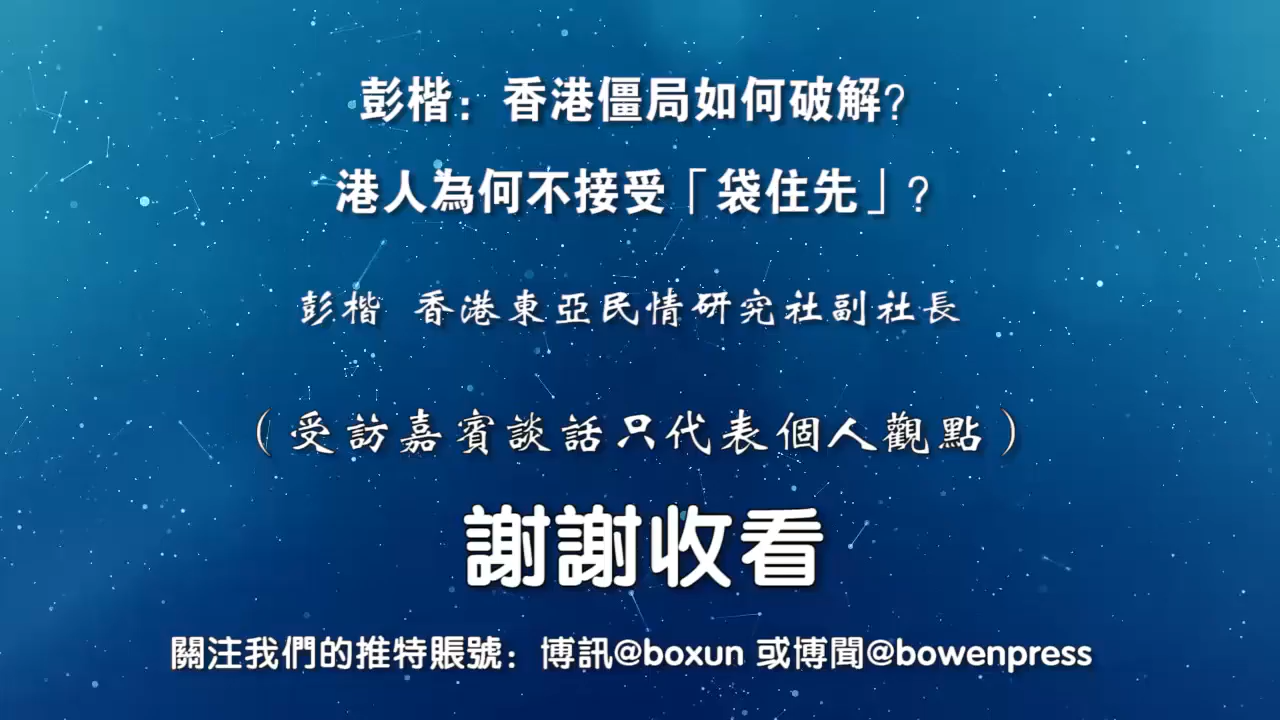 彭楷：香港僵局如何破解？
港人為何不接受「袋住先」？
彭楷 香港東亞民情研究社副社長
（受訪嘉賓談話只代表個人觀點）
謝謝收看
關注我們的推特賬號：博訊@boxun 或博聞@bowenpress